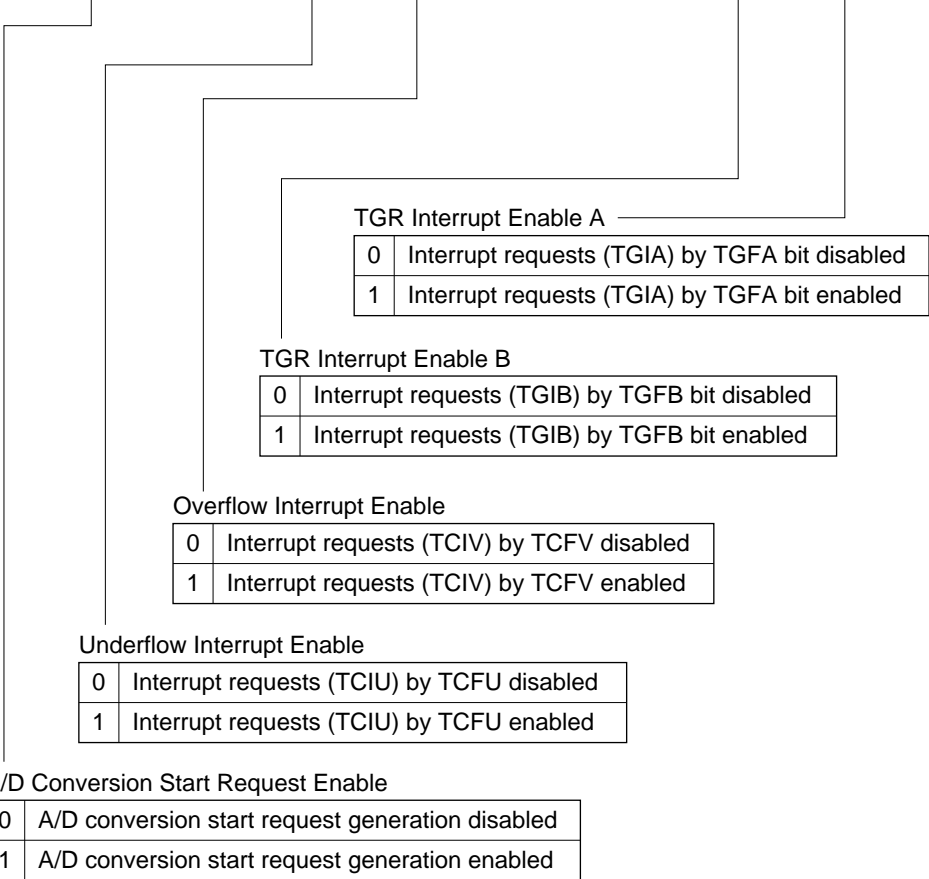 TGR Interrupt Enable A
0 Interrupt requests (TGIA) by TGFA bit disabled
1 Interrupt requests (TGIA) by TGFA bit enabled
TGR Interrupt Enable B
0 Interrupt requests (TGIB) by TGFB bit disabled
1 Interrupt requests (TGIB) by TGFB bit enabled
Overflow Interrupt Enable
0 Interrupt requests (TCIV) by TCFV disabled
1 Interrupt requests (TCIV) by TCFV enabled
Underflow Interrupt Enable
0 Interrupt requests (TCIU) by TCFU disabled
1 Interrupt requests (TCIU) by TCFU enabled
/D Conversion Start Request Enable
0 A/D conversion start request generation disabled
1 A/D conversion start request generation enabled